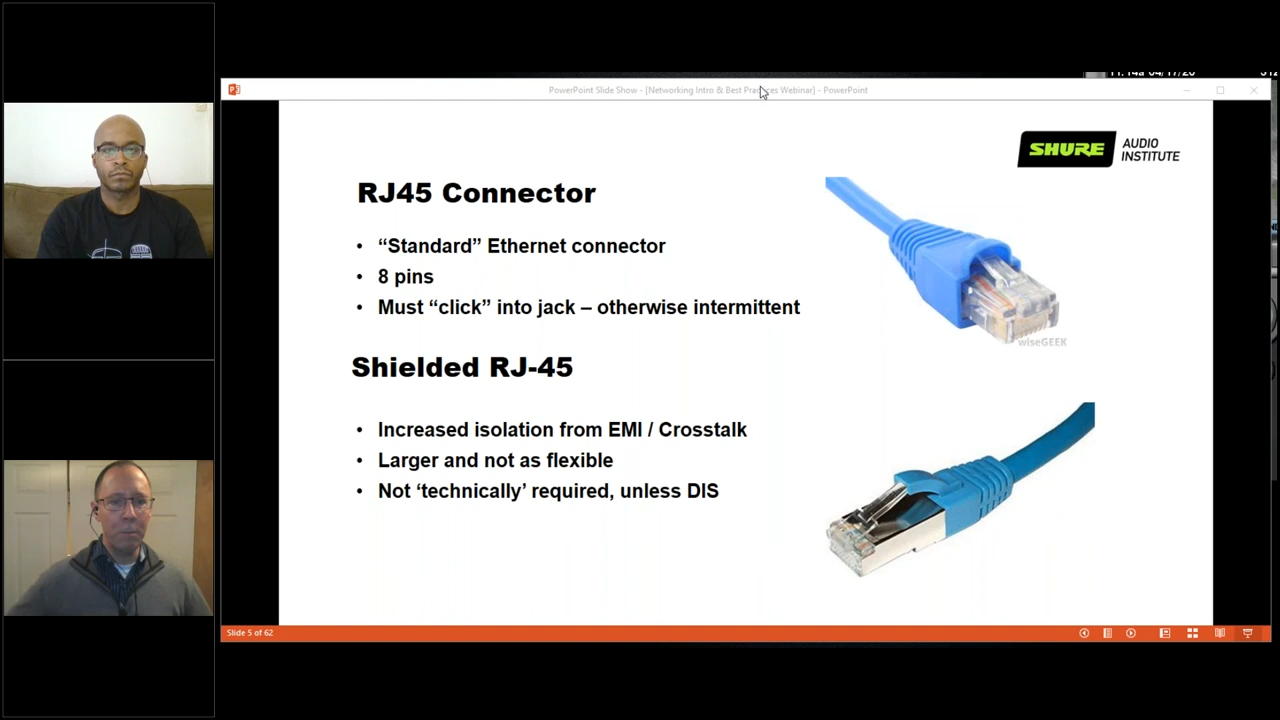 PowerPoint Slide Show - [Networking Intro & Best Practices Webinar] - PowerPoint
SHURE AUDIO
INSTITUTE
RJ45 Connector
• “Standard” Ethernet connector
• 8 pins
• Must “click” into jack – otherwise intermittent
wiseGEEK
Shielded RJ-45
• Increased isolation from EMI / Crosstalk
• Larger and not as flexible
• Not ‘technically’ required, unless DIS
Slide 5 of 62